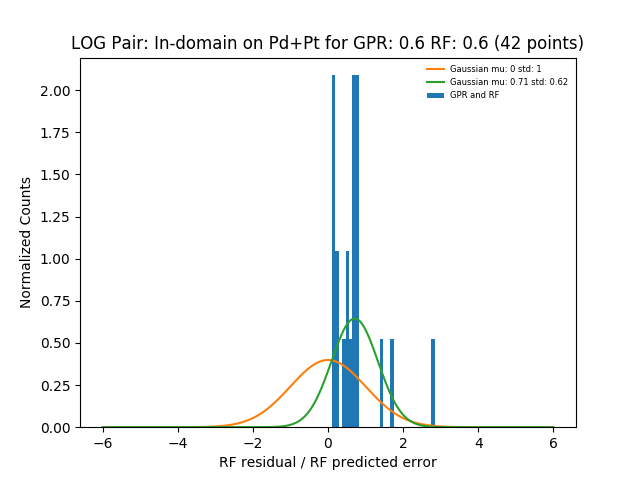 LOG Pair: In-domain on Pd+Pt for GPR: 0.6 RF: 0.6 (42 points)
Gaussian mu: 0 std: 1
Gaussian mu: 0.71 std: 0.62
GPR and RF
Normalized Counts
2.00
1.75
1.50
1.25
1.00
0.75
0.50
0.25
0.00
−6
−4
−2
0
2
4
6
RF residual / RF predicted error